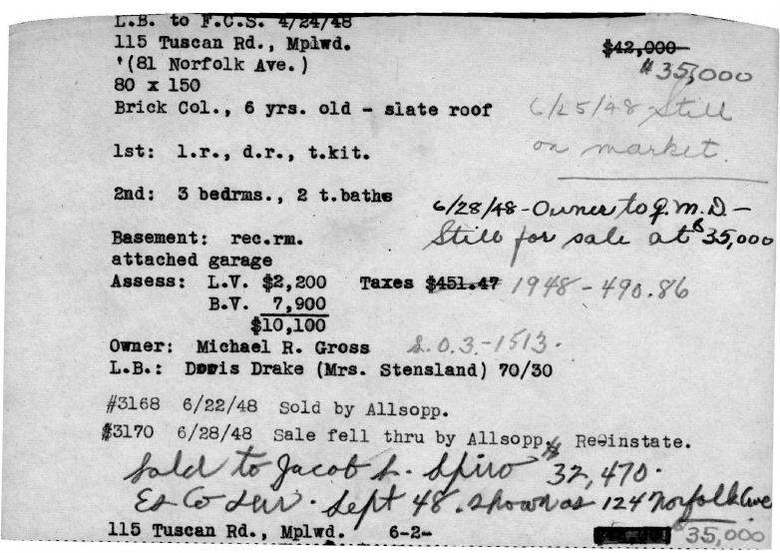 L.B. to F.C.S. 4/24/48
115 Tuscan Rd., Mplwd. $42,000
'(81 Norfolk Ave.) $35,000
80 x 150
Brick Col., 6 yrs. old - slate roof 6/25/48 Still
on market.
1st: l.r., d.r., t.kit.
2nd: 3 bedrms., 2 t.baths
6/28/48 - Owner to G.M.D. -
Still for sale at $35,000
Basement: rec.rm.
attached garage
Assess: L.V. $2,200 Taxes $451.47 1948 - 490.86
B.V. 7,900
$10,100
Owner: Michael R. Gross S.O.3.-1513.
L.B.: Doris Drake (Mrs. Stensland) 70/30
#3168 6/22/48 Sold by Allsopp.
#3170 6/28/48 Sale fell thru by Allsopp. Reinstate.
Sold to Jacob L. Spiro $32,470.
Es Co Sur. Sept 48. shown as 124 Norfolk Ave
115 Tuscan Rd., Mplwd. 6-2- $35,000